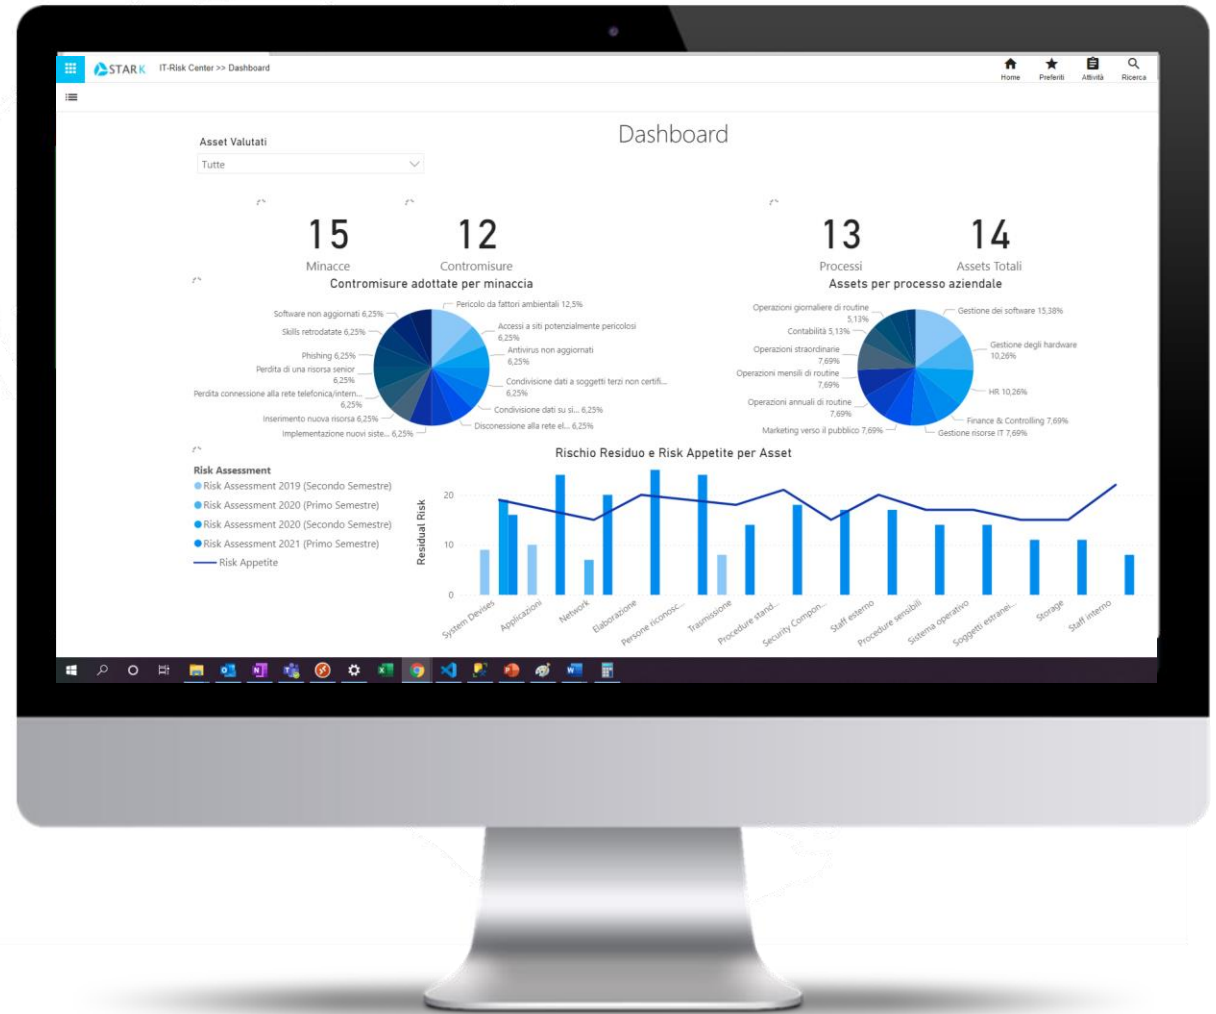 STARK
IT-Risk Center >> Dashboard
Home
Preferiti
Attività
Ricerca
Dashboard
Asset Valutati
Tutte
15
Minacce
12
Contromisure
13
Processi
14
Assets Totali
Contromisure adottate per minaccia
Pericolo da fattori ambientali 12,5%
Accessi a siti potenzialmente pericolosi
6,25%
Antivirus non aggiornati
6,25%
Condivisione dati a soggetti terzi non certifi...
6,25%
Condivisione dati su si... 6,25%
Disconessione alla rete el... 6,25%
Implementazione nuovi siste... 6,25%
Inserimento nuova risorsa 6,25%
Perdita connessione alla rete telefonica/intern...
6,25%
Perdita di una risorsa senior
6,25%
Phishing 6,25%
Skills retrodatate 6,25%
Software non aggiornati 6,25%
Assets per processo aziendale
Gestione dei software 15,38%
Gestione degli hardware
10,26%
HR 10,26%
Finance & Controlling 7,69%
Gestione risorse IT 7,69%
Marketing verso il pubblico 7,69%
Operazioni annuali di routine
7,69%
Operazioni mensili di routine
7,69%
Operazioni straordinarie
7,69%
Contabilità 5,13%
Operazioni giornaliere di routine
5,13%
Rischio Residuo e Risk Appetite per Asset
Risk Assessment
Risk Assessment 2019 (Secondo Semestre)
Risk Assessment 2020 (Primo Semestre)
Risk Assessment 2020 (Secondo Semestre)
Risk Assessment 2021 (Primo Semestre)
Risk Appetite
Residual Risk
20
10
0
System Devises
Applicazioni
Network
Elaborazione
Persone riconosc...
Trasmissione
Procedure stand...
Security Compon...
Staff esterno
Procedure sensibili
Sistema operativo
Soggetti estranei...
Storage
Staff interno